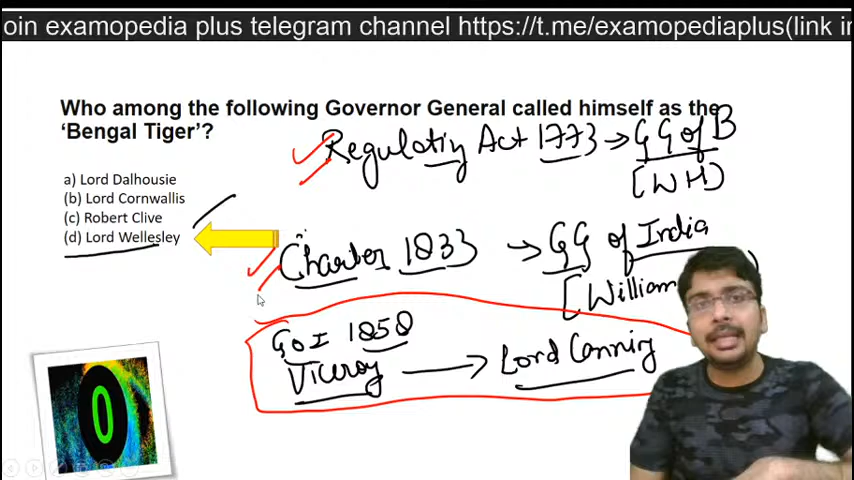 oin examopedia plus telegram channel https://t.me/examopediaplus(link in
Who among the following Governor General called himself as the
‘Bengal Tiger’?
Regulating Act 1773 → GG of B
[WH)
a) Lord Dalhousie
(b) Lord Cornwallis
(c) Robert Clive
(d) Lord Wellesley
Charter 1833 → GG of India
[William
GOI 1858
Viceroy → Lord Canning
0